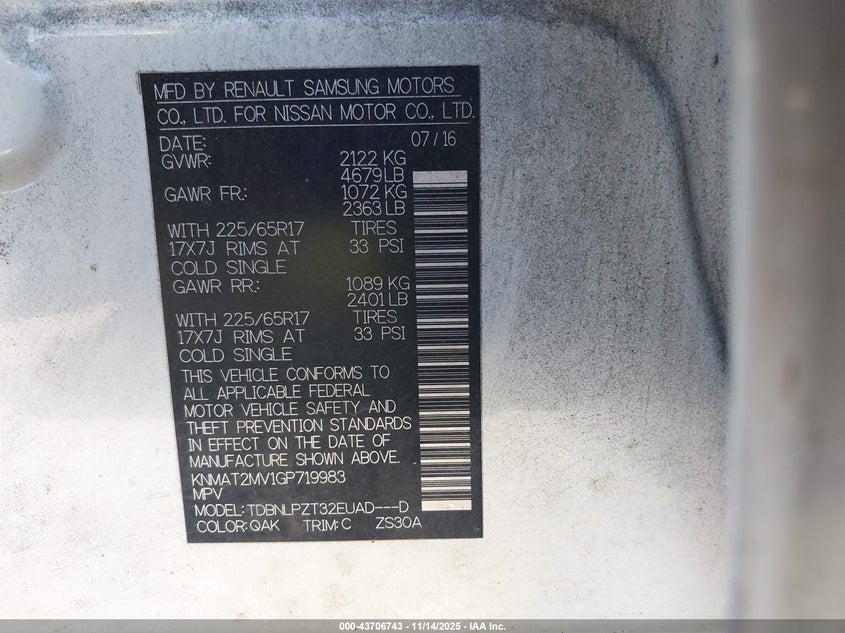 MFD BY RENAULT SAMSUNG MOTORS
CO., LTD. FOR NISSAN MOTOR CO., LTD.
DATE: 07/16
GVWR: 2122 KG
4679LB
GAWR FR.: 1072 KG
2363 LB
WITH 225/65R17 TIRES
17X7J RIMS AT 33 PSI
COLD SINGLE
GAWR RR.: 1089 KG
2401 LB
WITH 225/65R17 TIRES
17X7J RIMS AT 33 PSI
COLD SINGLE
THIS VEHICLE CONFORMS TO
ALL APPLICABLE FEDERAL
MOTOR VEHICLE SAFETY AND
THEFT PREVENTION STANDARDS
IN EFFECT ON THE DATE OF
MANUFACTURE SHOWN ABOVE.
KNMAT2MV1GP719983
MPV
MODEL: TDBNLPZT32EUAD---D
COLOR: QAK TRIM: C ZS30A
000-43706743 - 11/14/2025 - IAA Inc.